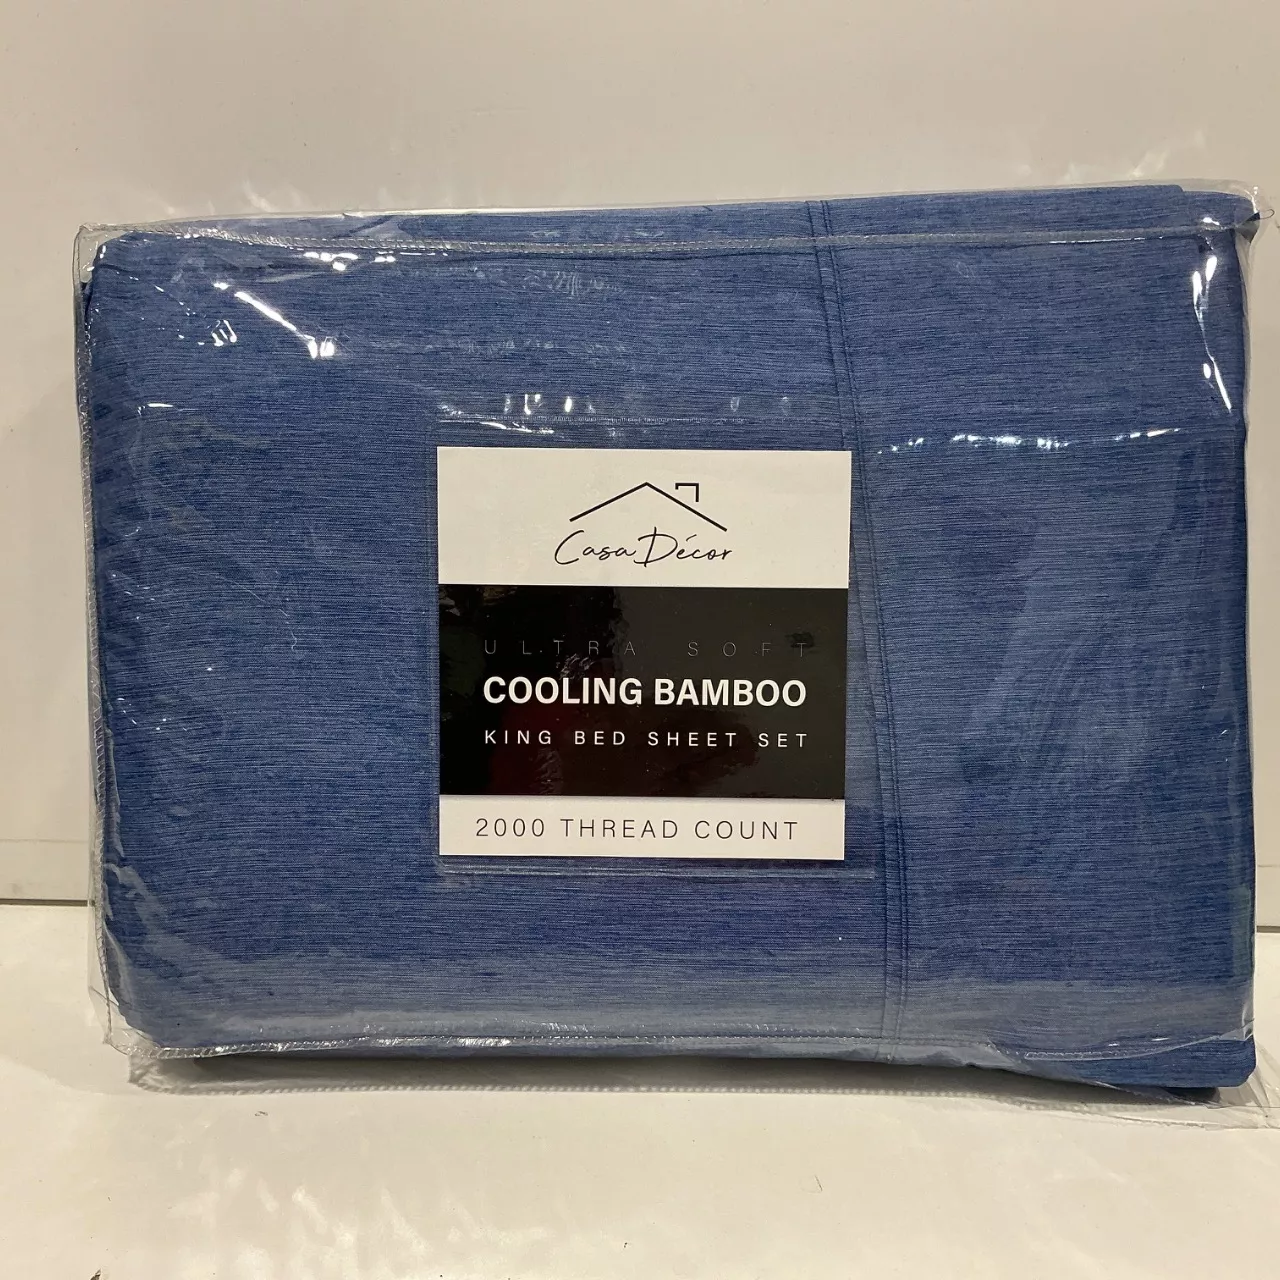 Casa Décor
ULTRA SOFT
COOLING BAMBOO
KING BED SHEET SET
2000 THREAD COUNT